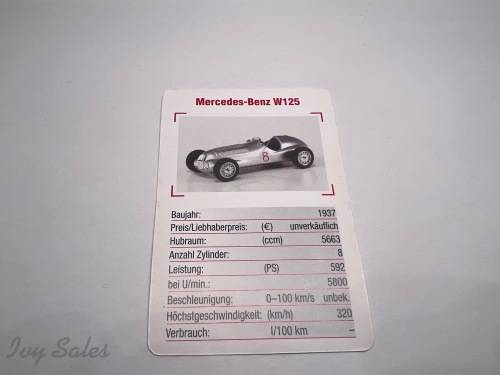 Mercedes-Benz W125
8
Baujahr: 1937
Preis/Liebhaberpreis: (€) unverkäuflich
Hubraum: (ccm) 5663
Anzahl Zylinder: 8
Leistung: (PS) 592
bei U/min.: 5800
Beschleunigung: 0–100 km/s unbek.
Höchstgeschwindigkeit: (km/h) 320
Verbrauch: l/100 km –
Ivy Sales